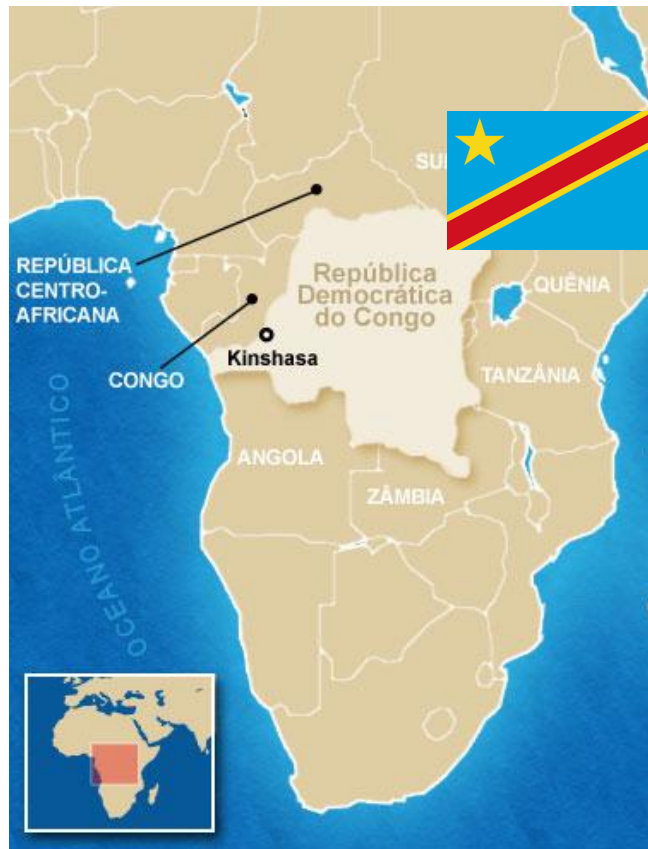 SU
REPÚBLICA
CENTRO-
AFRICANA
República
Democrática
do Congo
QUÊNIA
Kinshasa
CONGO
TANZÂNIA
OCEANO ATLÂNTICO
ANGOLA
ZÂMBIA